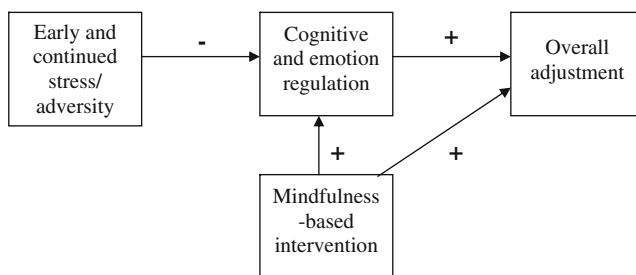 Early and
continued
stress/
adversity
-
Cognitive
and emotion
regulation
+
Overall
adjustment
+
+
Mindfulness
-based
intervention